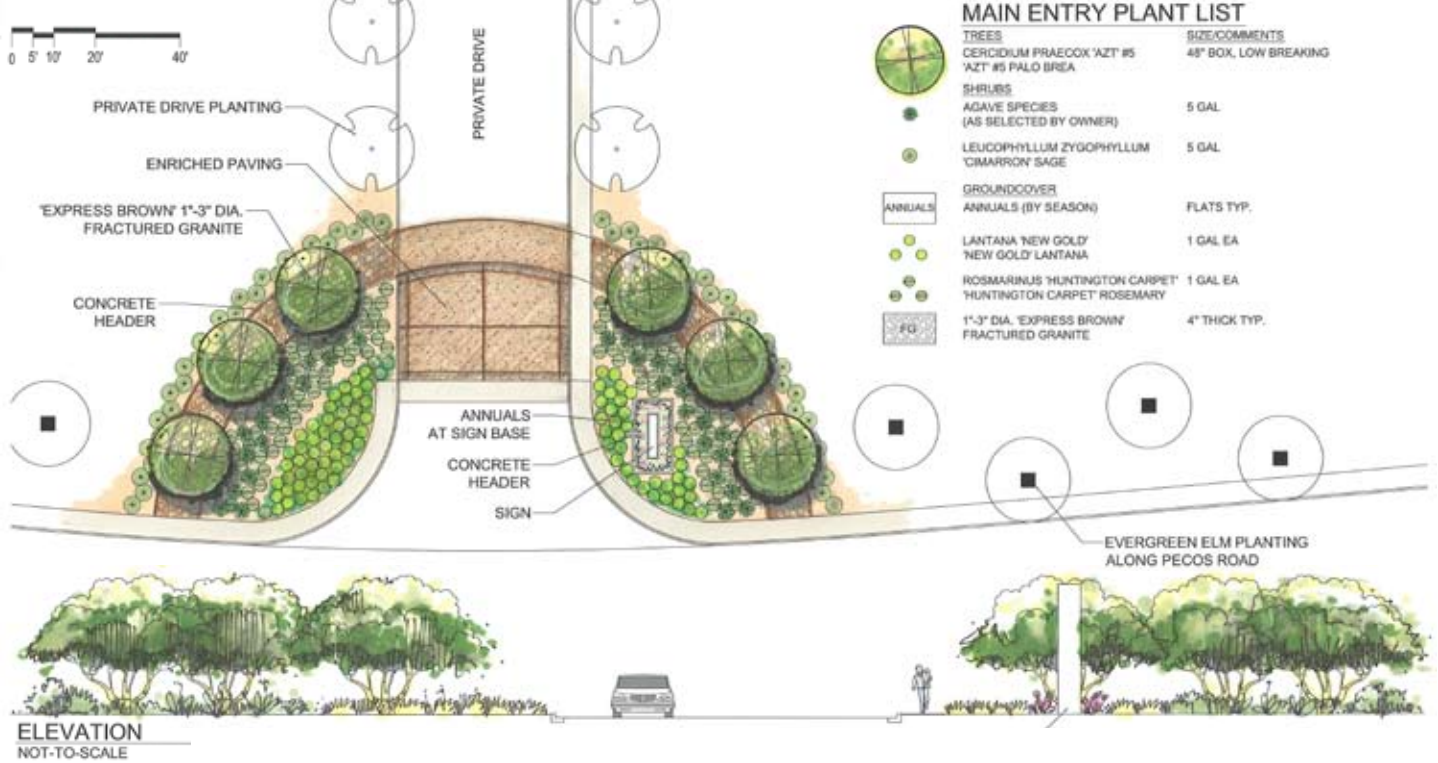 0 5' 10' 20' 40'
PRIVATE DRIVE PLANTING
ENRICHED PAVING
'EXPRESS BROWN' 1"-3" DIA.
FRACTURED GRANITE
CONCRETE
HEADER
PRIVATE DRIVE
ANNUALS
AT SIGN BASE
CONCRETE
HEADER
SIGN
MAIN ENTRY PLANT LIST
TREES SIZE/COMMENTS
CERCIDIUM PRAECOX 'AZT' #5 48" BOX, LOW BREAKING
'AZT' #5 PALO BREA
SHRUBS
AGAVE SPECIES 5 GAL
(AS SELECTED BY OWNER)
LEUCOPHYLLUM ZYGOPHYLLUM 5 GAL
'CIMARRON' SAGE
GROUNDCOVER
ANNUALS ANNUALS (BY SEASON) FLATS TYP.
LANTANA 'NEW GOLD' 1 GAL EA
'NEW GOLD' LANTANA
ROSMARINUS 'HUNTINGTON CARPET' 1 GAL EA
'HUNTINGTON CARPET' ROSEMARY
FG 1"-3" DIA. 'EXPRESS BROWN' 4" THICK TYP.
FRACTURED GRANITE
EVERGREEN ELM PLANTING
ALONG PECOS ROAD
ELEVATION
NOT-TO-SCALE